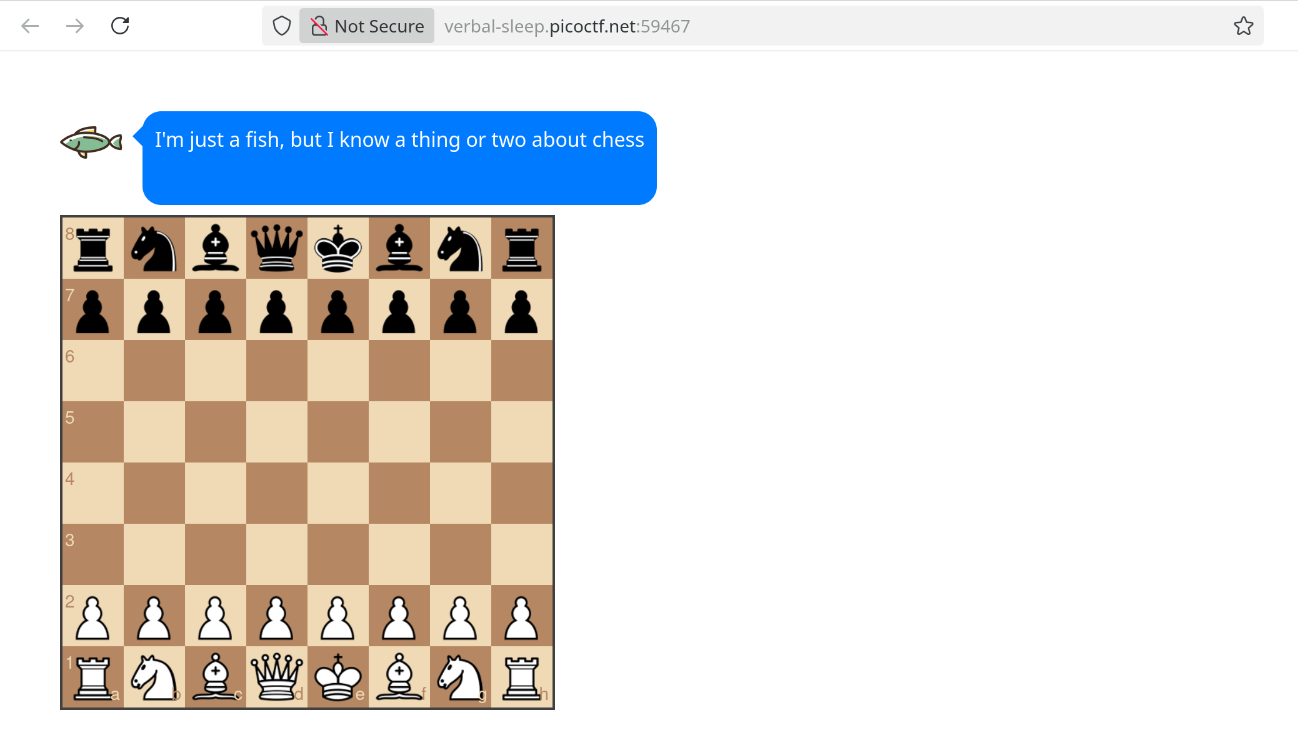 Not Secure verbal-sleep.picoctf.net:59467
I'm just a fish, but I know a thing or two about chess
8
7
6
5
4
3
2
1
a b c d e f g h